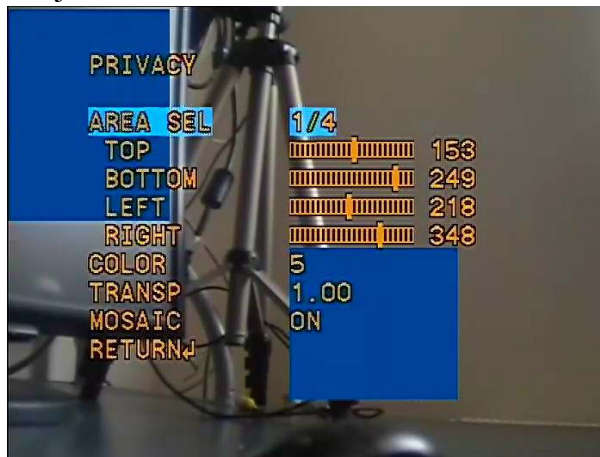 PRIVACY
AREA SEL 1/4
TOP 153
BOTTOM 249
LEFT 218
RIGHT 348
COLOR 5
TRANSP 1.00
MOSAIC ON
RETURN↲